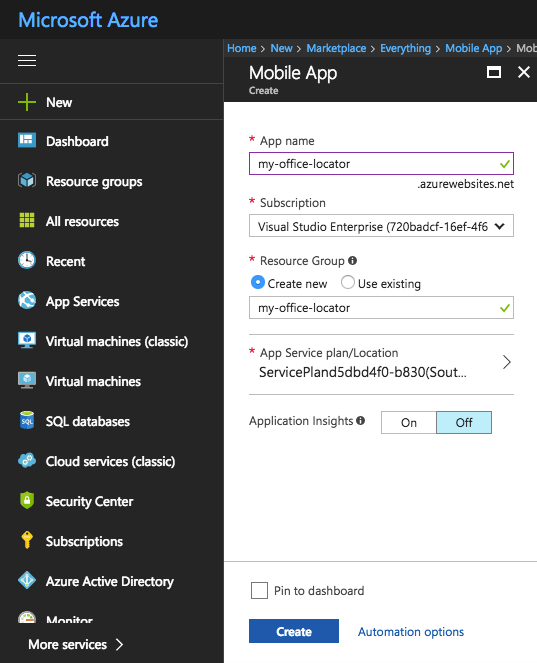 Microsoft Azure
Home > New > Marketplace > Everything > Mobile App > Mob
Mobile App
Create
New
Dashboard
Resource groups
All resources
Recent
App Services
Virtual machines (classic)
Virtual machines
SQL databases
Cloud services (classic)
Security Center
Subscriptions
Azure Active Directory
Monitor
More services >
* App name
my-office-locator
.azurewebsites.net
* Subscription
Visual Studio Enterprise (720badcf-16ef-4f6
* Resource Group
Create new Use existing
my-office-locator
* App Service plan/Location
ServicePland5dbd4f0-b830(Sout...
Application Insights On Off
Pin to dashboard
Create Automation options